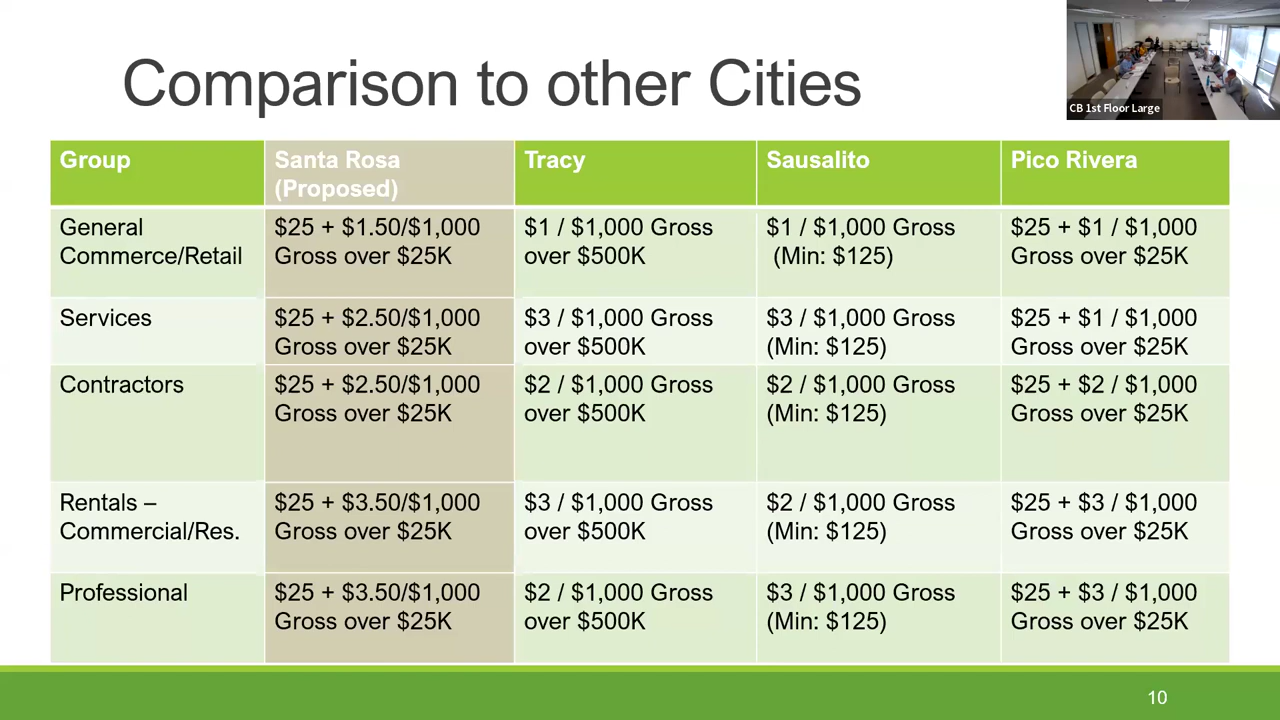 Comparison to other Cities
CB 1st Floor Large
Group
Santa Rosa
(Proposed)
Tracy
Sausalito
Pico Rivera
General
Commerce/Retail
$25 + $1.50/$1,000
Gross over $25K
$1 / $1,000 Gross
over $500K
$1 / $1,000 Gross
(Min: $125)
$25 + $1 / $1,000
Gross over $25K
Services
$25 + $2.50/$1,000
Gross over $25K
$3 / $1,000 Gross
over $500K
$3 / $1,000 Gross
(Min: $125)
$25 + $1 / $1,000
Gross over $25K
Contractors
$25 + $2.50/$1,000
Gross over $25K
$2 / $1,000 Gross
over $500K
$2 / $1,000 Gross
(Min: $125)
$25 + $2 / $1,000
Gross over $25K
Rentals –
Commercial/Res.
$25 + $3.50/$1,000
Gross over $25K
$3 / $1,000 Gross
over $500K
$2 / $1,000 Gross
(Min: $125)
$25 + $3 / $1,000
Gross over $25K
Professional
$25 + $3.50/$1,000
Gross over $25K
$2 / $1,000 Gross
over $500K
$3 / $1,000 Gross
(Min: $125)
$25 + $3 / $1,000
Gross over $25K
10